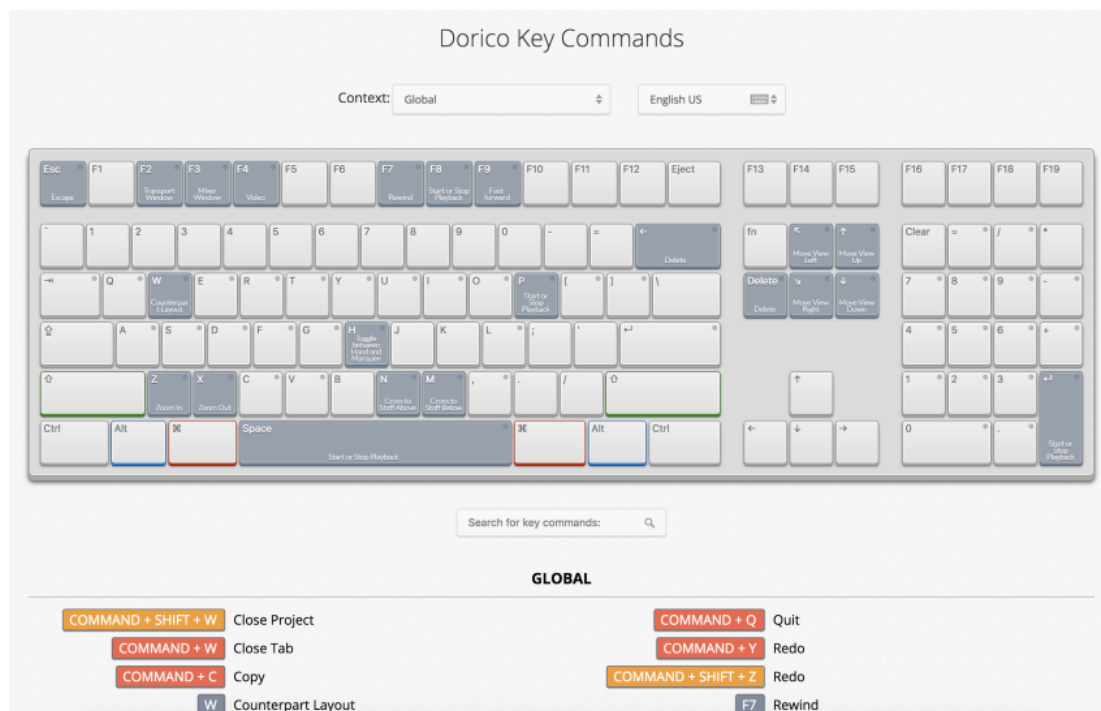 Dorico Key Commands
Context: Global English US
Esc F1 F2 F3 F4 F5 F6 F7 F8 F9 F10 F11 F12 Eject F13 F14 F15 F16 F17 F18 F19
Escape Transport Window Mixer Window Video Rewind Start or Stop Playback Fast-forward
` 1 2 3 4 5 6 7 8 9 0 - = ← fn ↖ ↑ Clear = / *
Delete Move View Left Move View Up
⇥ Q W E R T Y U I O P [ ] \ Delete ↘ ↓ 7 8 9 -
Counterpart Layout Start or Stop Playback Delete Move View Right Move View Down
⇪ A S D F G H J K L ; ' ↵ 4 5 6 +
Toggle between Hand and Marquee
⇧ Z X C V B N M , . / ⇧ ↑ 1 2 3 ↵
Zoom In Zoom Out Cross to Staff Above Cross to Staff Below
Ctrl Alt ⌘ Space ⌘ Alt Ctrl ← ↓ → 0 .
Start or Stop Playback Start or Stop Playback
Search for key commands:
GLOBAL
COMMAND + SHIFT + W Close Project COMMAND + Q Quit
COMMAND + W Close Tab COMMAND + Y Redo
COMMAND + C Copy COMMAND + SHIFT + Z Redo
W Counterpart Layout F7 Rewind